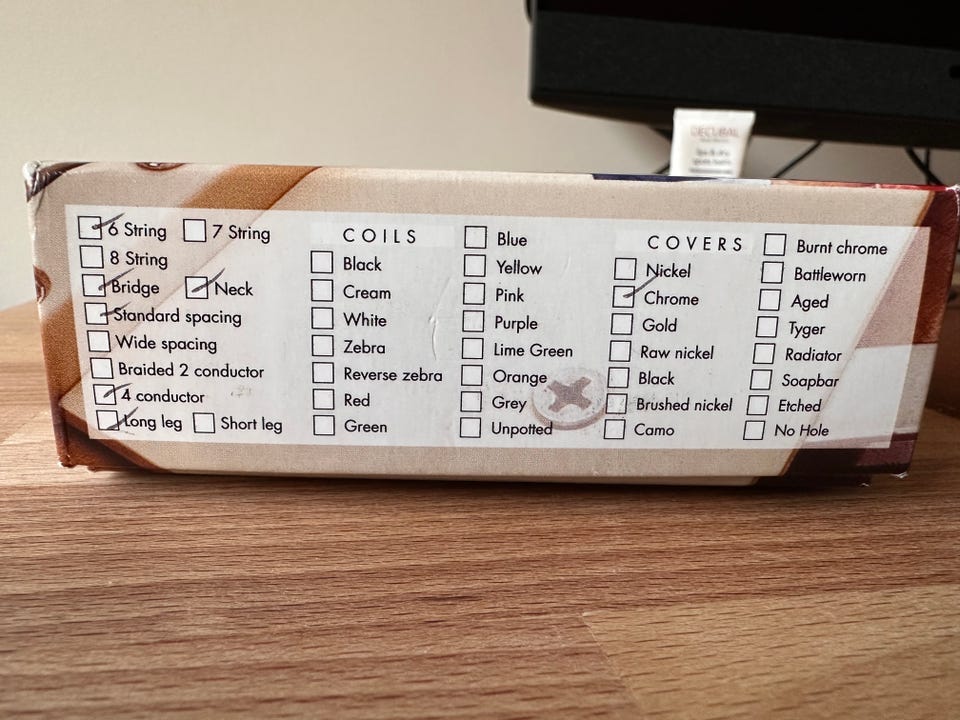 6 String 7 String
8 String
Bridge Neck
Standard spacing
Wide spacing
Braided 2 conductor
4 conductor
Long leg Short leg
COILS
Black
Cream
White
Zebra
Reverse zebra
Red
Green
Blue
Yellow
Pink
Purple
Lime Green
Orange
Grey
Unpotted
COVERS
Nickel
Chrome
Gold
Raw nickel
Black
Brushed nickel
Camo
Burnt chrome
Battleworn
Aged
Tyger
Radiator
Soapbar
Etched
No Hole
DECUBAL